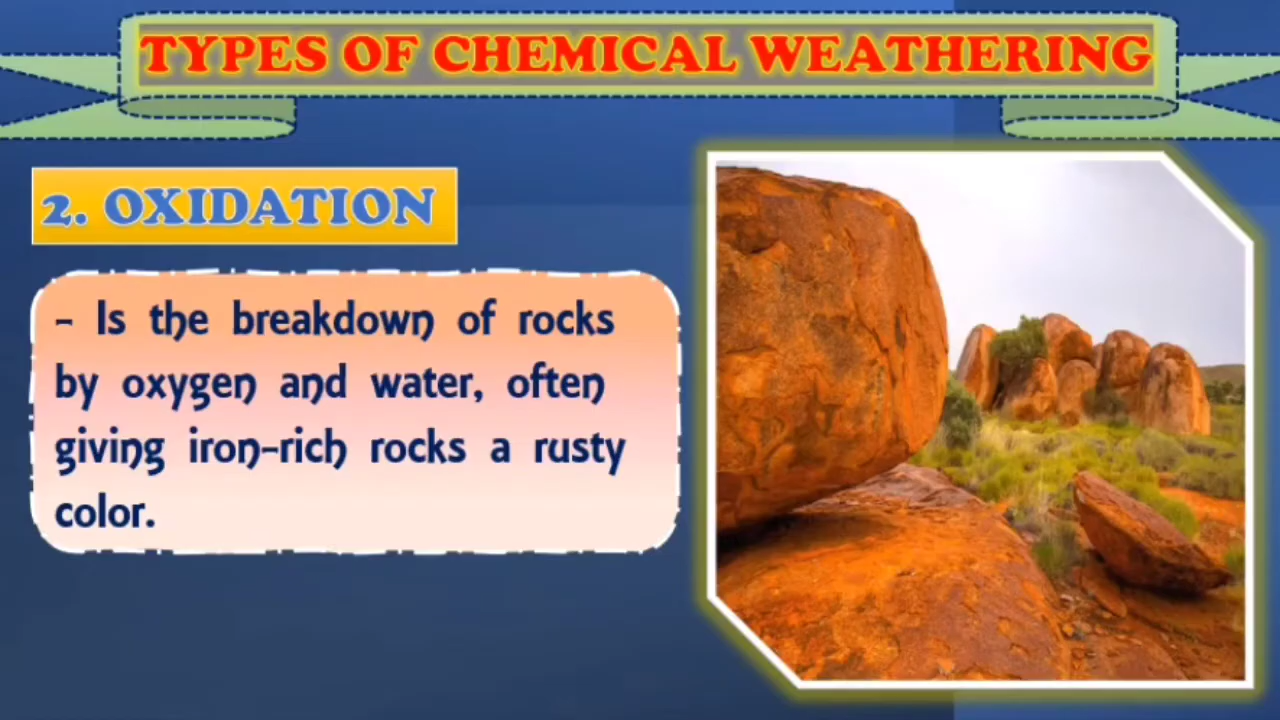 TYPES OF CHEMICAL WEATHERING
2. OXIDATION
- Is the breakdown of rocks
by oxygen and water, often
giving iron-rich rocks a rusty
color.